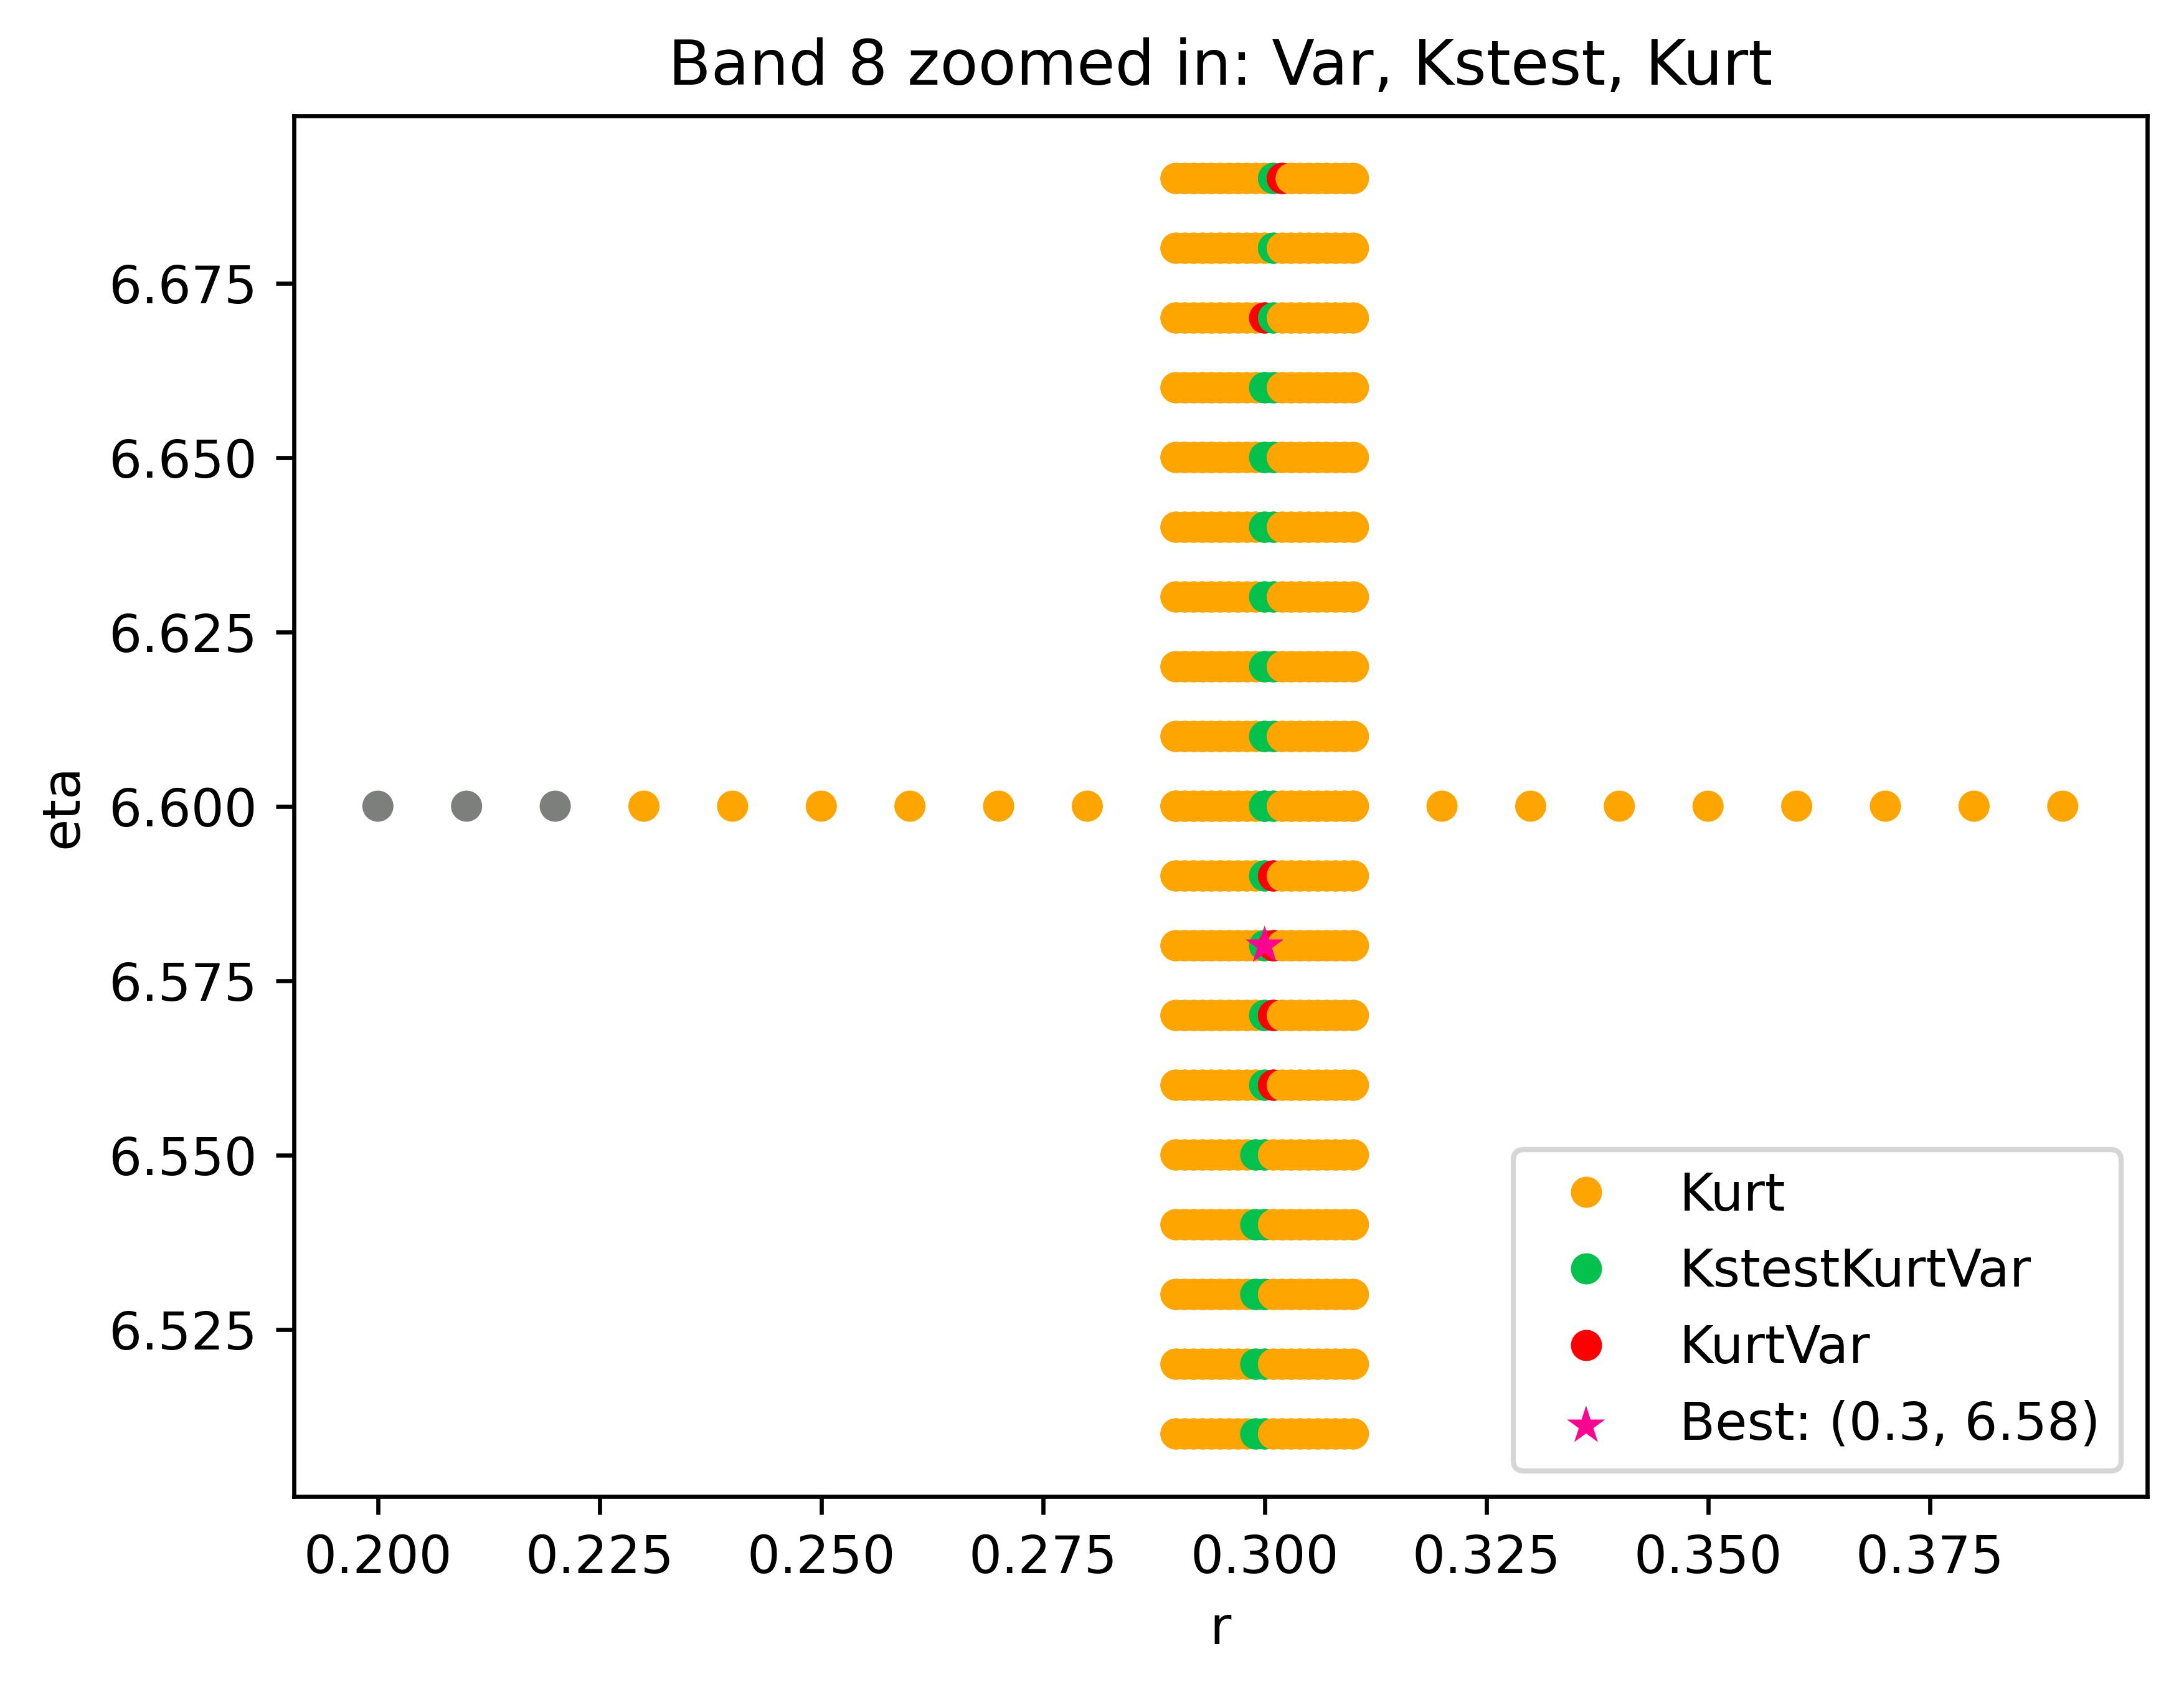 Band 8 zoomed in: Var, Kstest, Kurt
eta
6.675
6.650
6.625
6.600
6.575
6.550
6.525
Kurt
KstestKurtVar
KurtVar
Best: (0.3, 6.58)
0.200 0.225 0.250 0.275 0.300 0.325 0.350 0.375
r